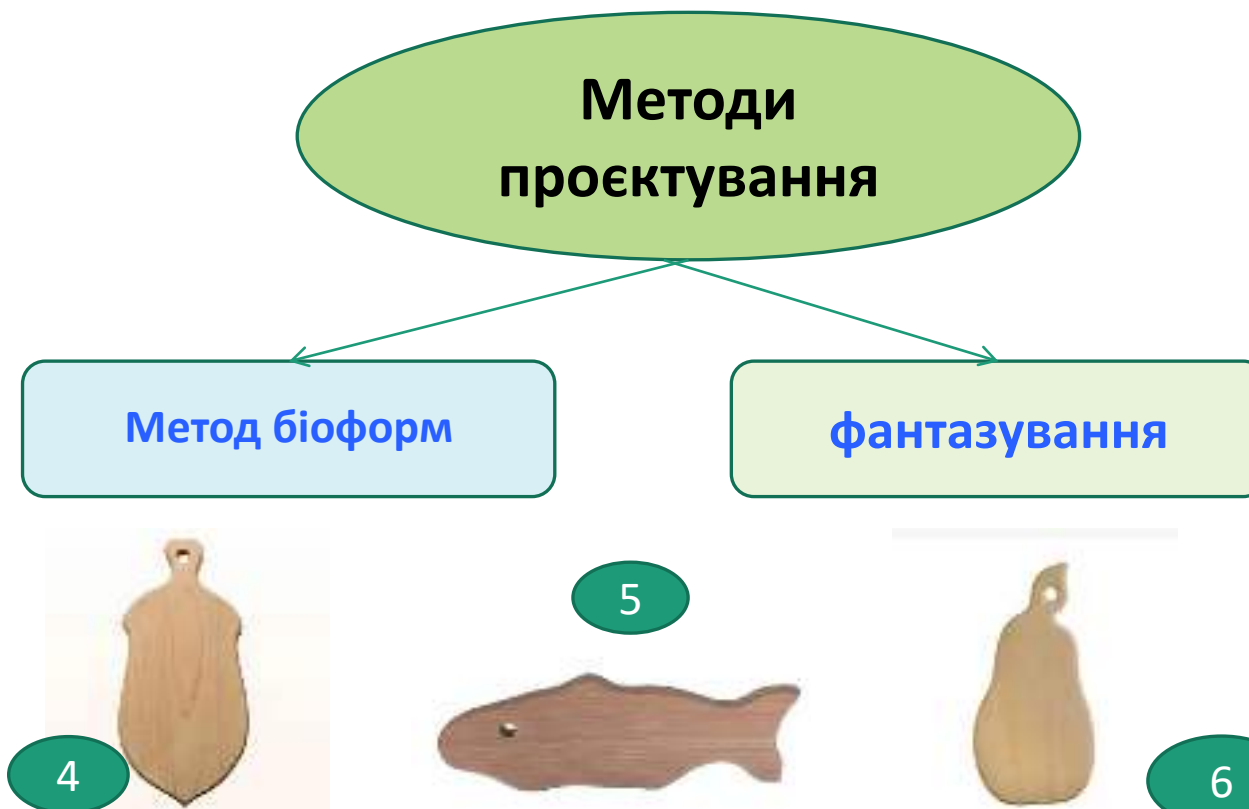 Методи
проєктування
Метод біоформ
фантазування
5
4
6